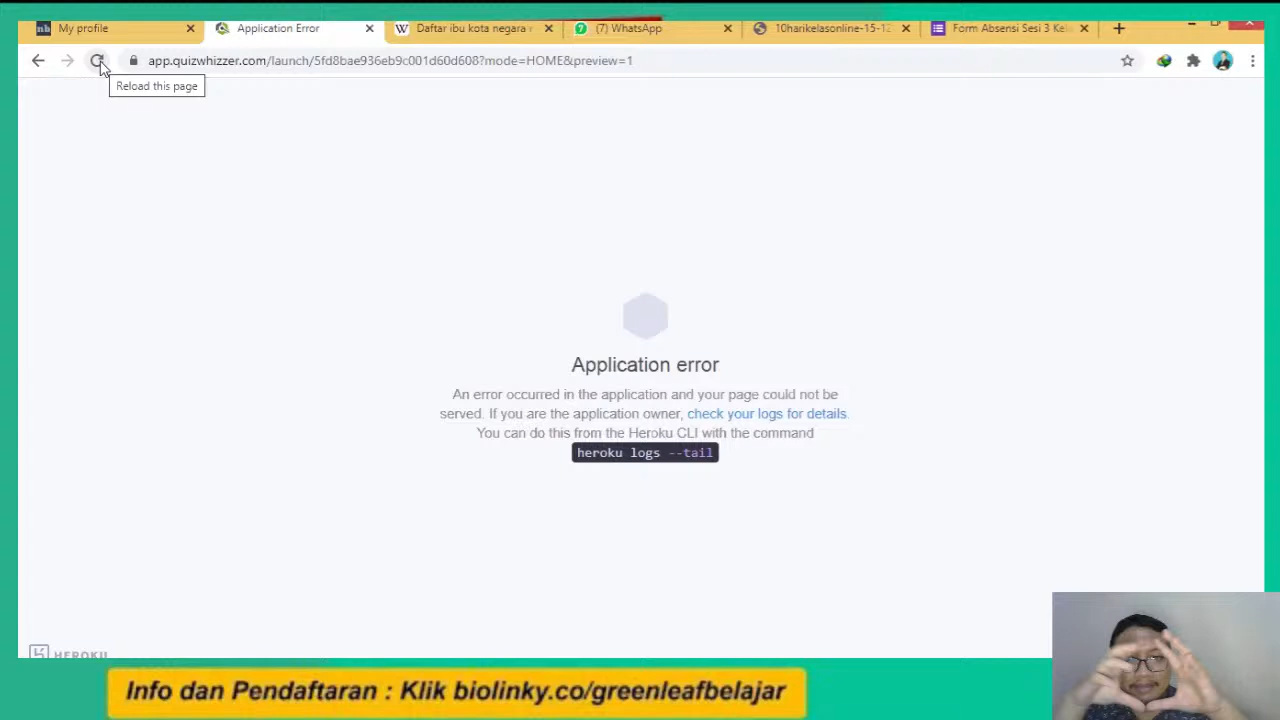 My profile
Application Error
Daftar ibu kota negara
(7) WhatsApp
10harikelasonline-15-12
Form Absensi Sesi 3 Kel
app.quizwhizzer.com/launch/5fd8bae936eb9c001d60d608?mode=HOME&preview=1
Reload this page
Application error
An error occurred in the application and your page could not be
served. If you are the application owner, check your logs for details.
You can do this from the Heroku CLI with the command
heroku logs --tail
HEROKU
Info dan Pendaftaran : Klik biolinky.co/greenleafbelajar